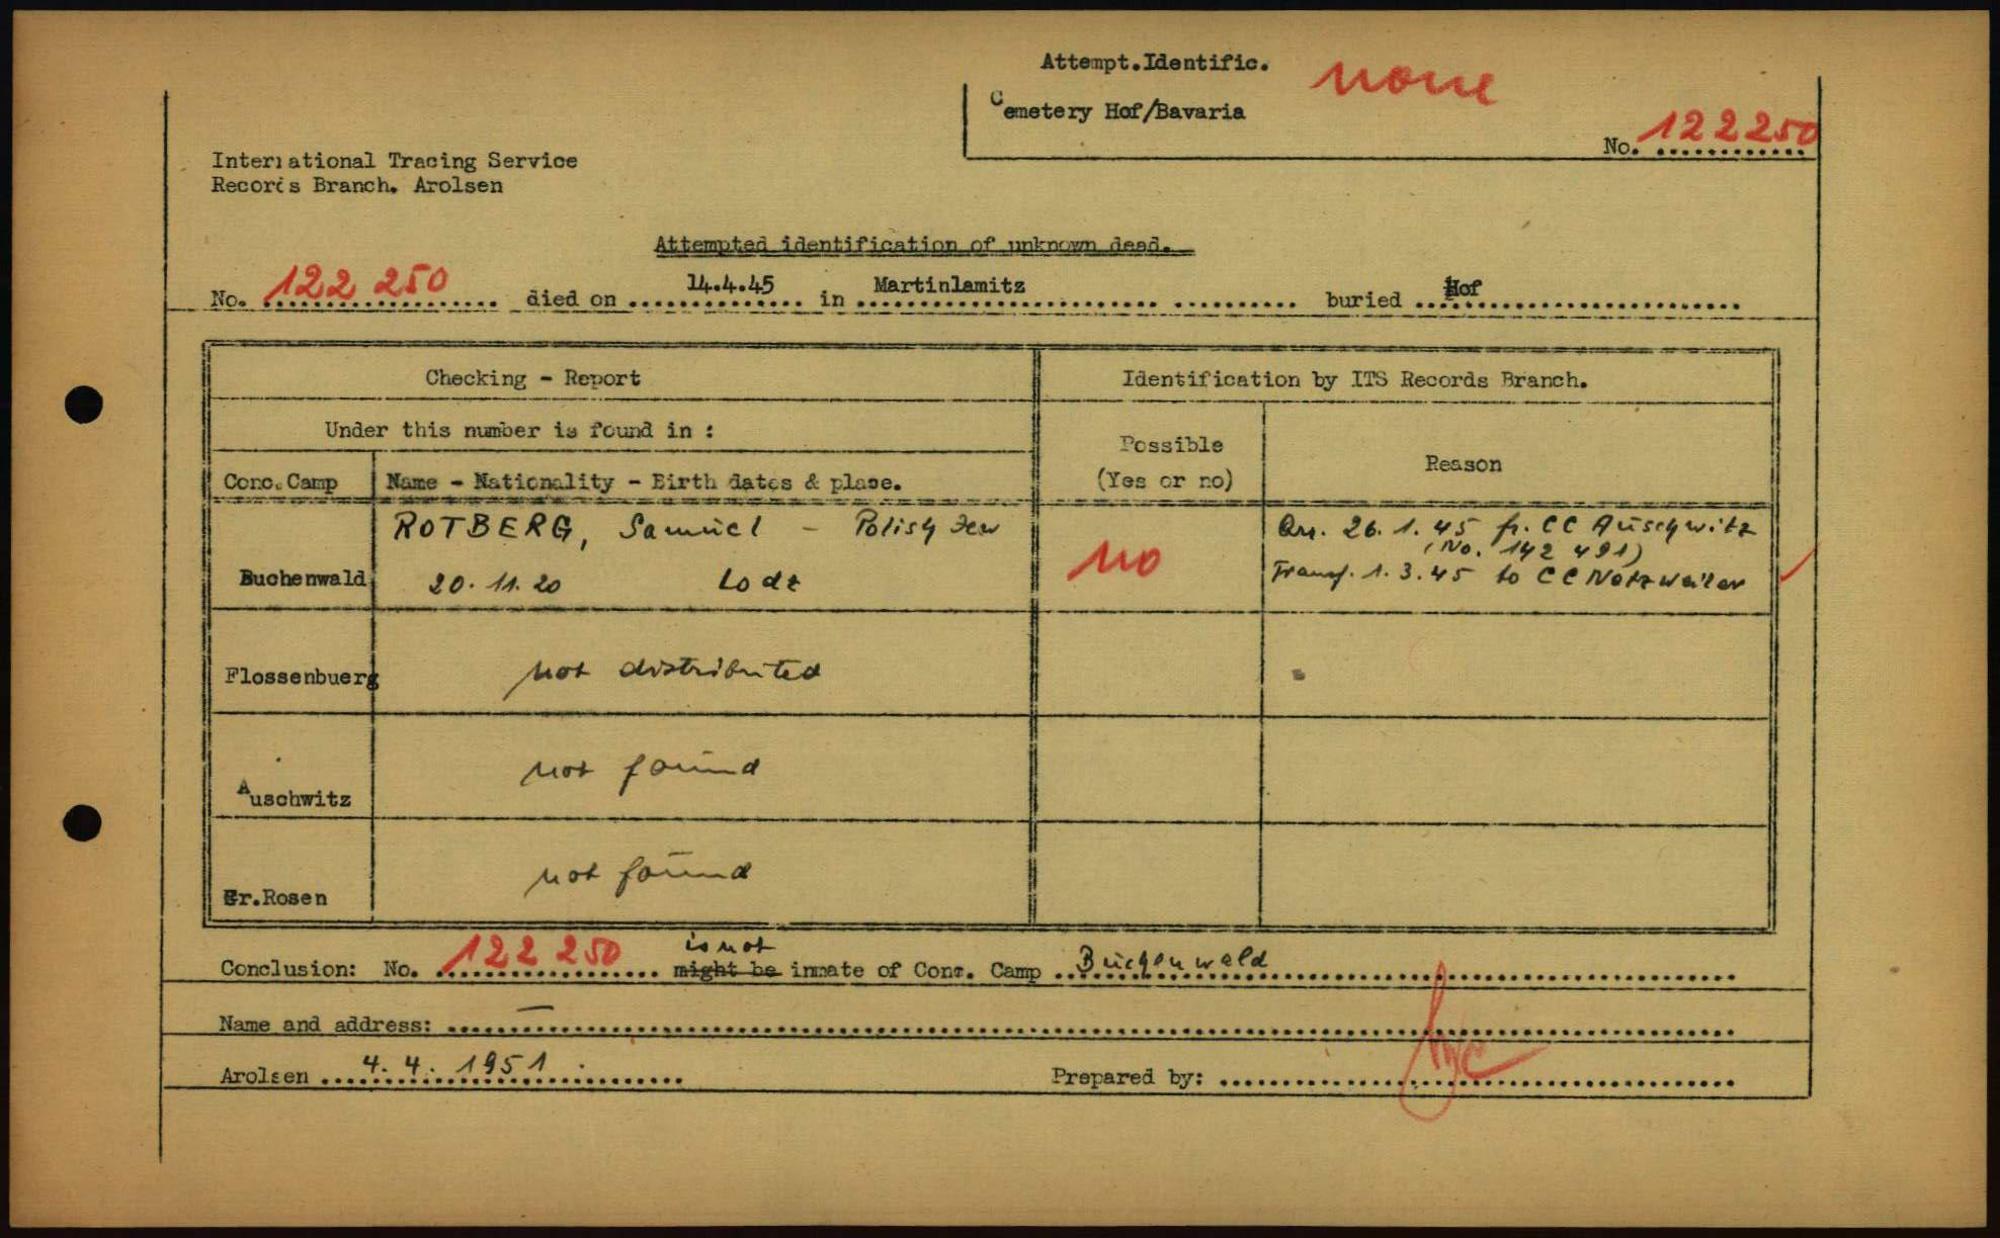 Attempt.Identific. none
Cemetery Hof/Bavaria
No. 122250
International Tracing Service
Records Branch. Arolsen
Attempted identification of unknown dead.
No. 122 250 died on 14.4.45 in Martinlamitz buried Hof
Checking - Report
Identification by ITS Records Branch.
Under this number is found in :
Possible
(Yes or no)
Reason
Conc.Camp
Name - Nationality - Birth dates & place.
Buchenwald
ROTBERG, Samuel - Polish Jew
20.11.20 Lodz
no
Arr. 26.1.45 fr. CC Auschwitz
(No. 142 491)
Transf. 1.3.45 to CC Natzweiler
Flossenbuerg
not distributed
Auschwitz
not found
Gr.Rosen
not found
Conclusion: No. 122 250 is not might be inmate of Conc. Camp Buchenwald
Name and address: —
Arolsen 4.4.1951.
Prepared by: